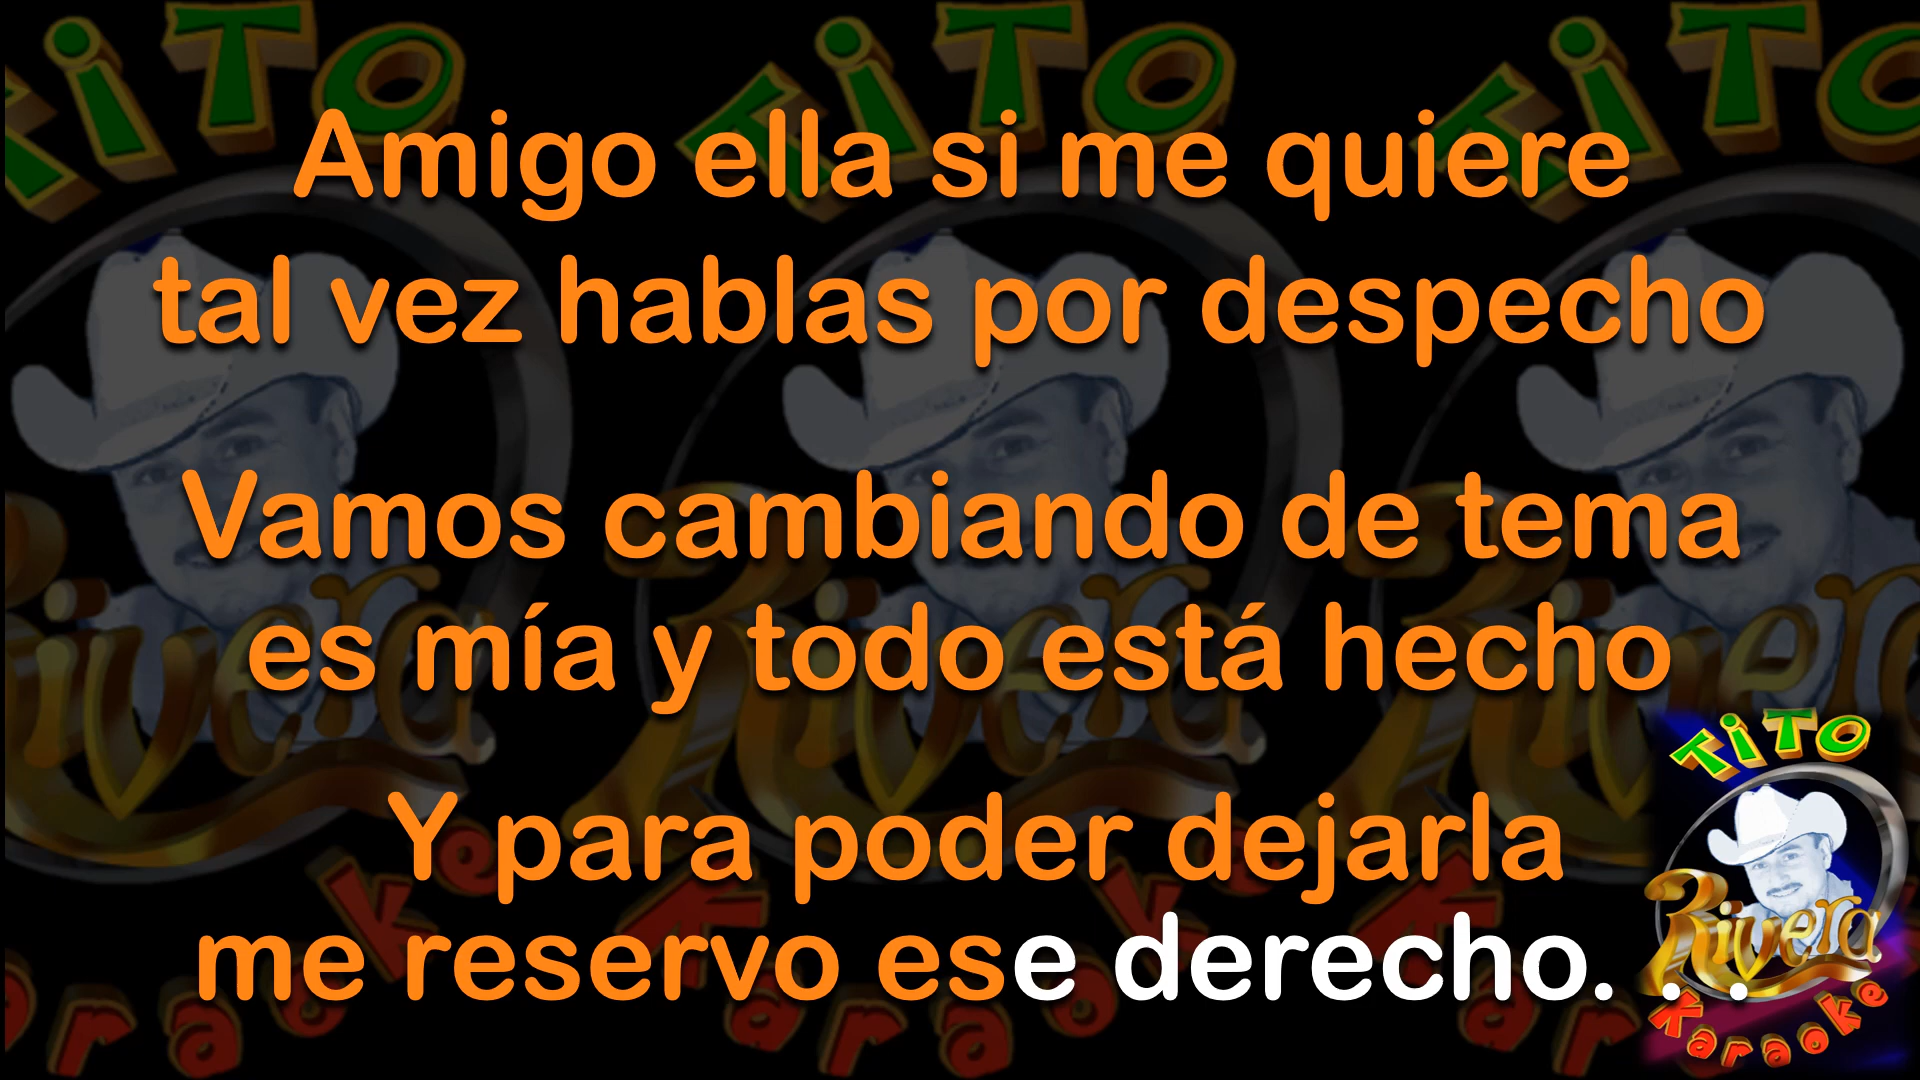 Amigo ella si me quiere
tal vez hablas por despecho
Vamos cambiando de tema
es mía y todo está hecho
Y para poder dejarla
me reservo ese derecho. . .
TiTO
Rivera
Karaoke